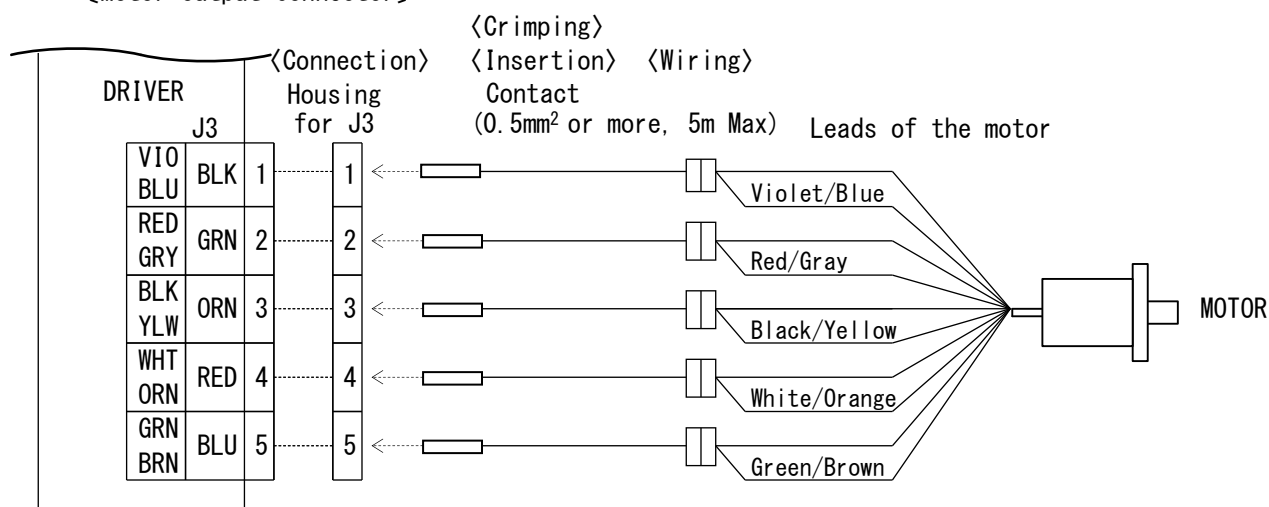 〈Crimping〉
〈Connection〉 〈Insertion〉 〈Wiring〉
DRIVER Housing Contact
J3 for J3 (0.5mm² or more, 5m Max) Leads of the motor
VIO
BLU BLK 1 1 Violet/Blue
RED
GRY GRN 2 2 Red/Gray
BLK
YLW ORN 3 3 Black/Yellow MOTOR
WHT
ORN RED 4 4 White/Orange
GRN
BRN BLU 5 5 Green/Brown